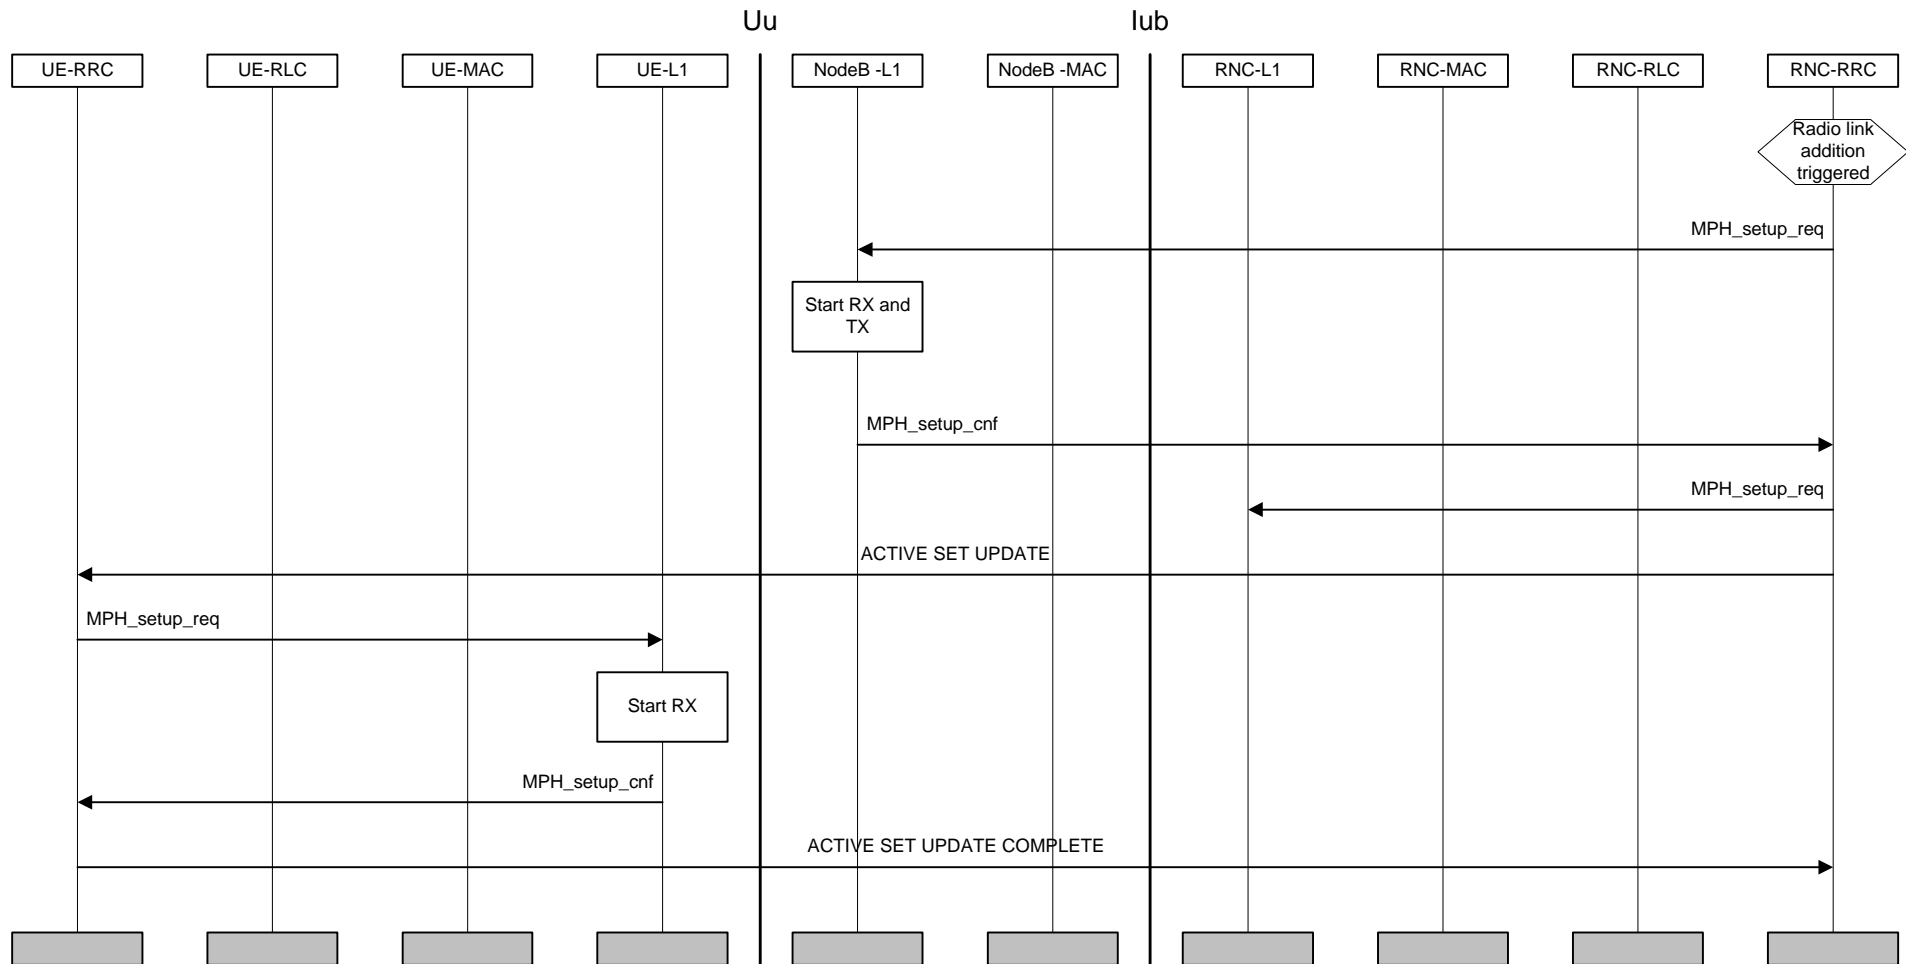 Uu
Iub
UE-RRC
UE-RLC
UE-MAC
UE-L1
NodeB -L1
NodeB -MAC
RNC-L1
RNC-MAC
RNC-RLC
RNC-RRC
Radio link
addition
triggered
MPH_setup_req
Start RX and
TX
MPH_setup_cnf
MPH_setup_req
ACTIVE SET UPDATE
MPH_setup_req
Start RX
MPH_setup_cnf
ACTIVE SET UPDATE COMPLETE